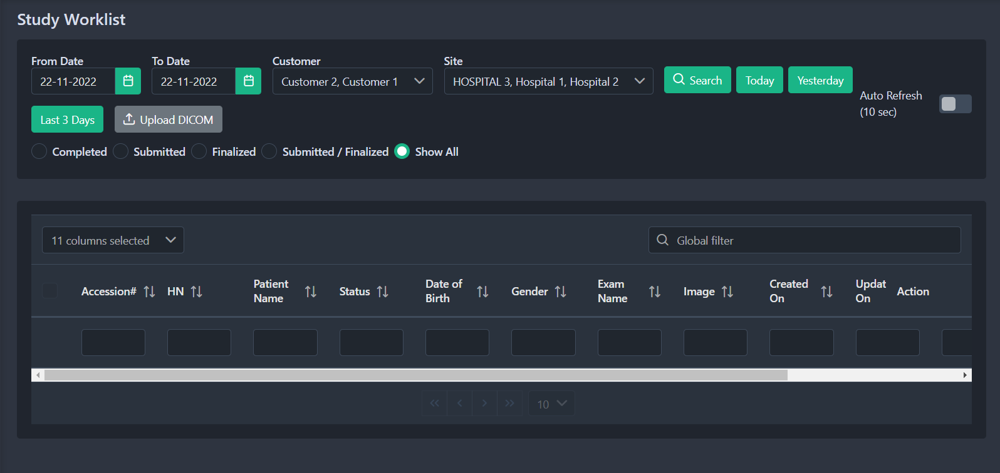 Study Worklist
From Date To Date Customer Site
22-11-2022 22-11-2022 Customer 2, Customer 1 HOSPITAL 3, Hospital 1, Hospital 2 Search Today Yesterday
Auto Refresh
(10 sec)
Last 3 Days Upload DICOM
Completed Submitted Finalized Submitted / Finalized Show All
11 columns selected Global filter
Accession# HN Patient Name Status Date of Birth Gender Exam Name Image Created On Updat On Action
10